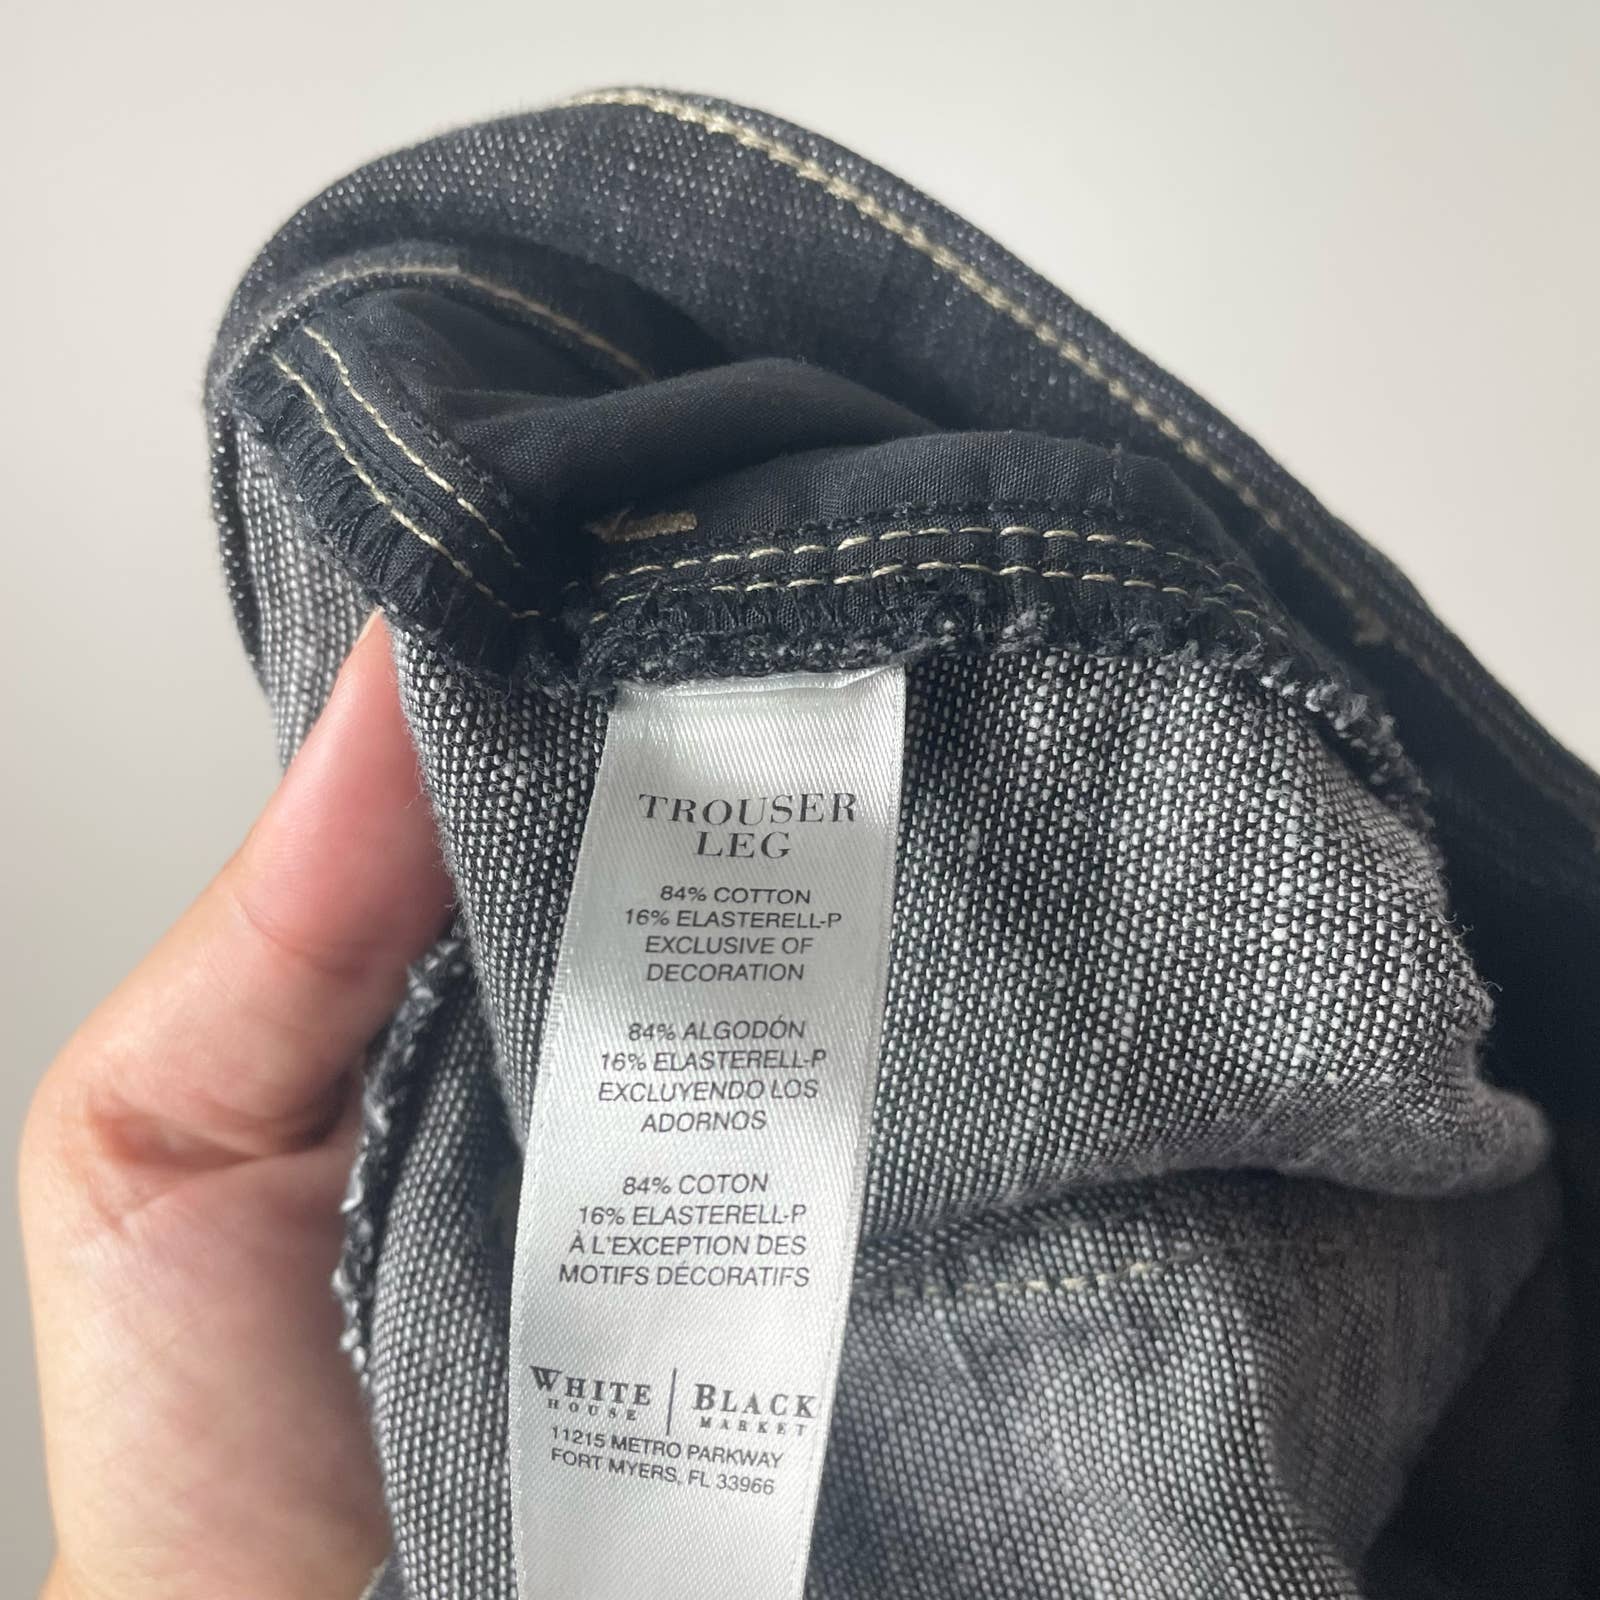 TROUSER
LEG
84% COTTON
16% ELASTERELL-P
EXCLUSIVE OF
DECORATION
84% ALGODÓN
16% ELASTERELL-P
EXCLUYENDO LOS
ADORNOS
84% COTON
16% ELASTERELL-P
À L'EXCEPTION DES
MOTIFS DÉCORATIFS
WHITE | BLACK
HOUSE MARKET
11215 METRO PARKWAY
FORT MYERS, FL 33966